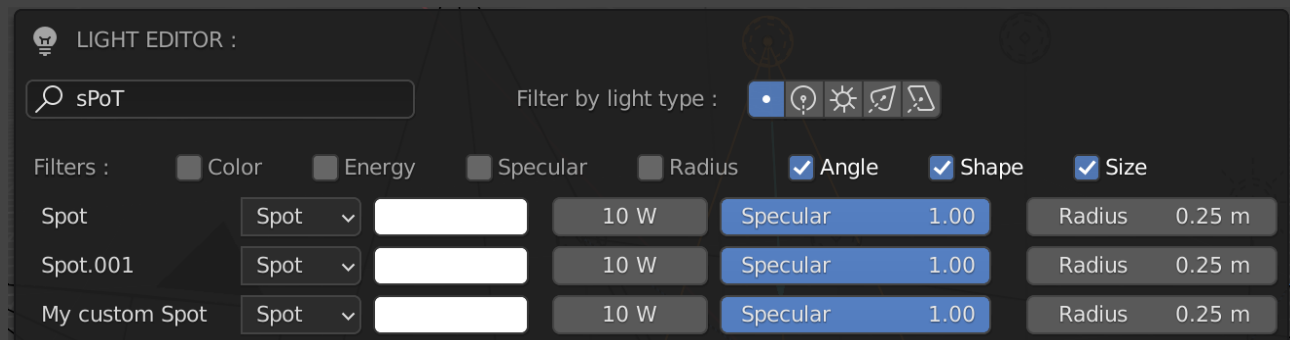 LIGHT EDITOR :
sPoT Filter by light type :
Filters : Color Energy Specular Radius Angle Shape Size
Spot Spot 10 W Specular 1.00 Radius 0.25 m
Spot.001 Spot 10 W Specular 1.00 Radius 0.25 m
My custom Spot Spot 10 W Specular 1.00 Radius 0.25 m